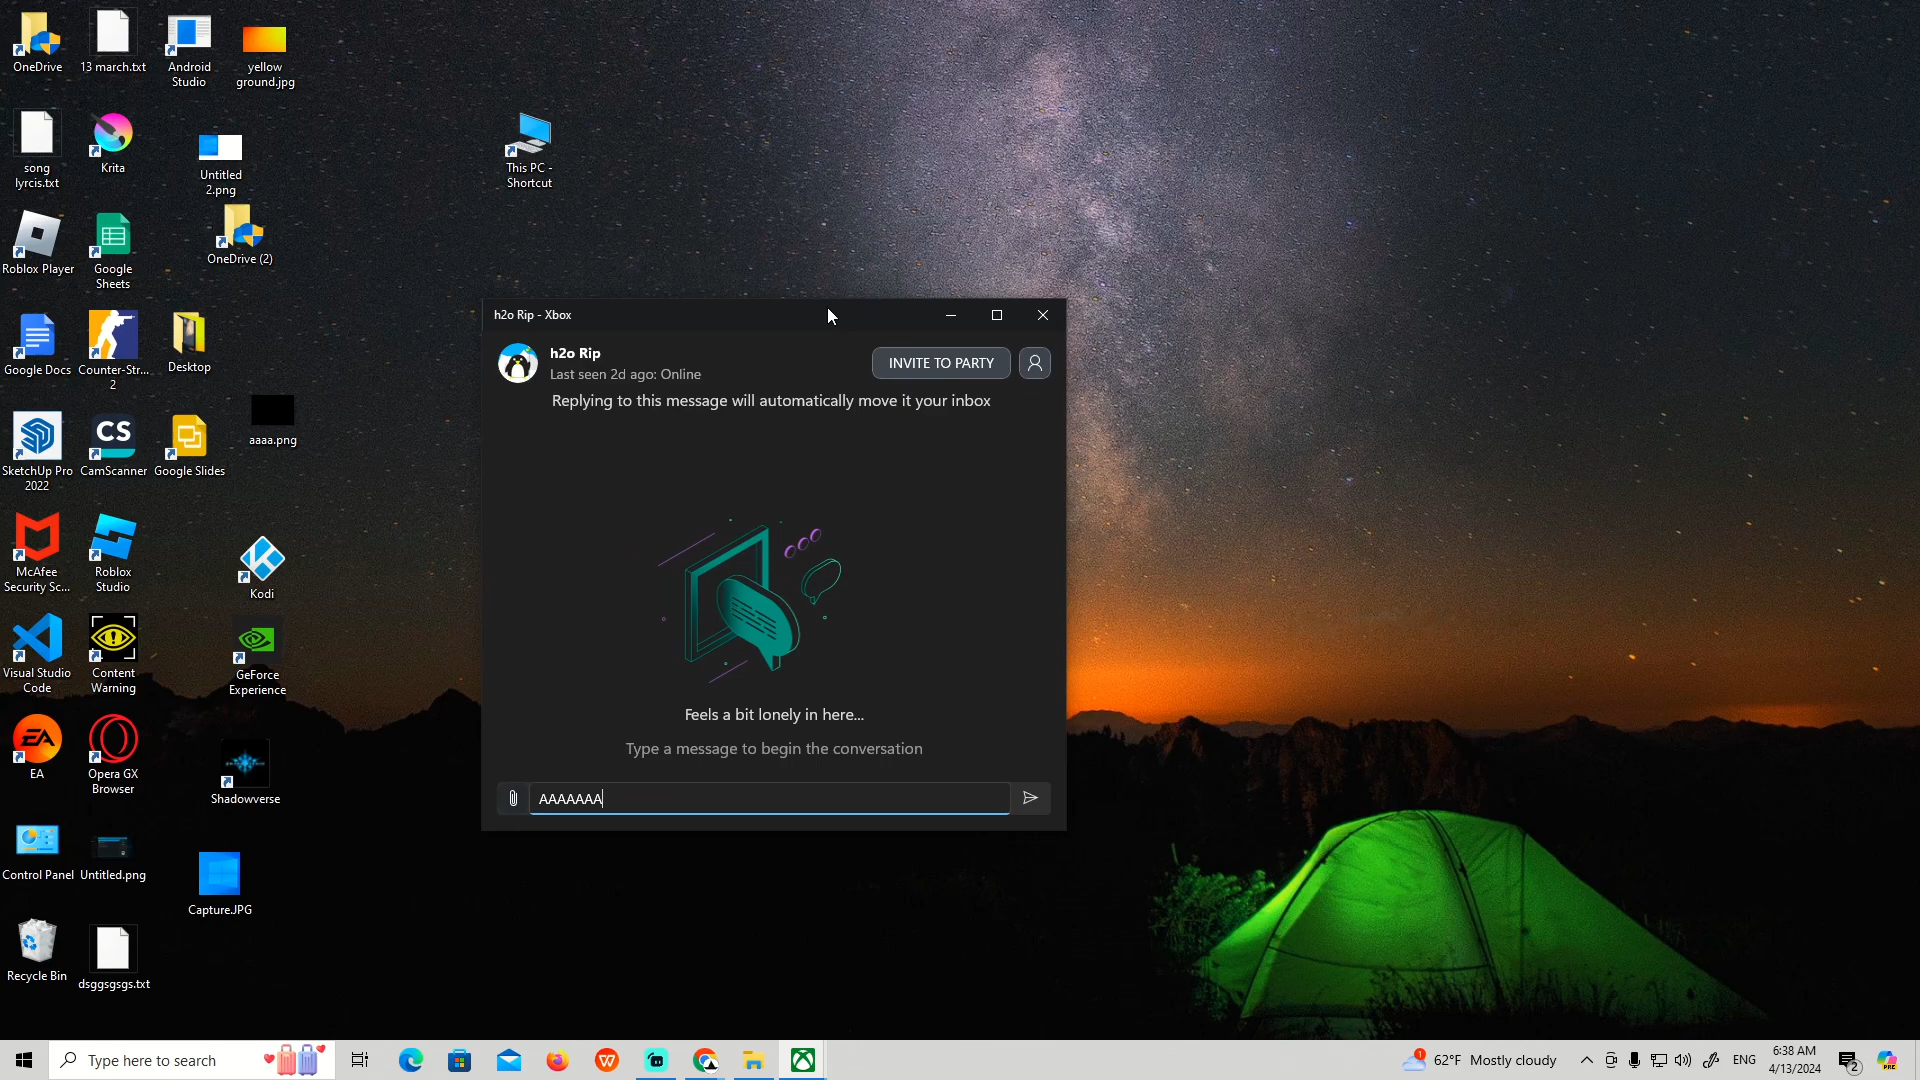 OneDrive
13 march.txt
Android
Studio
yellow
ground.jpg
song
lyrcis.txt
Krita
Untitled
2.png
This PC -
Shortcut
Roblox Player
Google
Sheets
OneDrive (2)
Google Docs
Counter-Str...
2
Desktop
aaaa.png
SketchUp Pro
2022
CS
CamScanner
Google Slides
McAfee
Security Sc...
Roblox
Studio
Kodi
Visual Studio
Code
Content
Warning
GeForce
Experience
EA
EA
Opera GX
Browser
Shadowverse
Control Panel
Untitled.png
Capture.JPG
Recycle Bin
dsggsgsgs.txt
h2o Rip - Xbox
h2o Rip
Last seen 2d ago: Online
INVITE TO PARTY
Replying to this message will automatically move it your inbox
Feels a bit lonely in here...
Type a message to begin the conversation
AAAAAAA
Type here to search
1
62°F Mostly cloudy
ENG
6:38 AM
4/13/2024
2
PRE